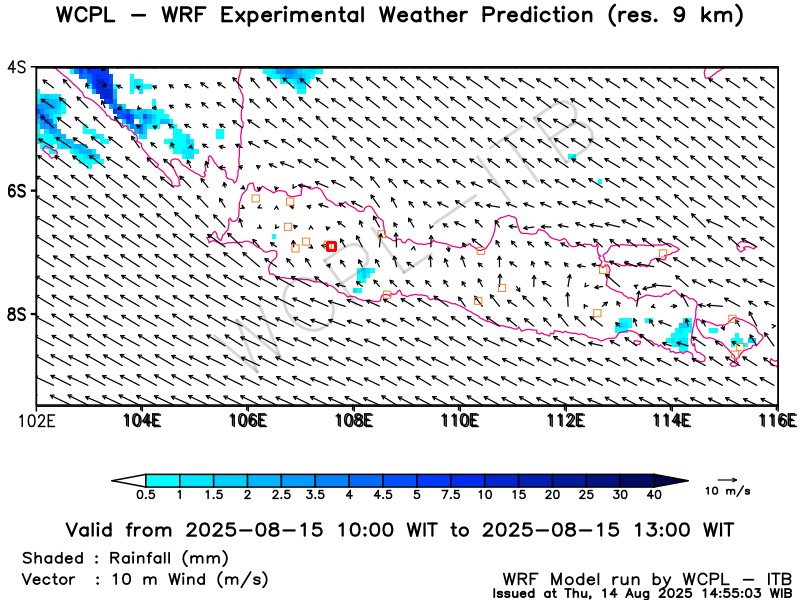 WCPL – WRF Experimental Weather Prediction (res. 9 km)
WCPL-ITB
4S
6S
8S
102E 104E 106E 108E 110E 112E 114E 116E
0.5 1 1.5 2 2.5 3.5 4 4.5 5 7.5 10 15 20 25 30 40
10 m/s
Valid from 2025-08-15 10:00 WIT to 2025-08-15 13:00 WIT
Shaded : Rainfall (mm)
Vector : 10 m Wind (m/s)
WRF Model run by WCPL – ITB
Issued at Thu, 14 Aug 2025 14:55:03 WIB